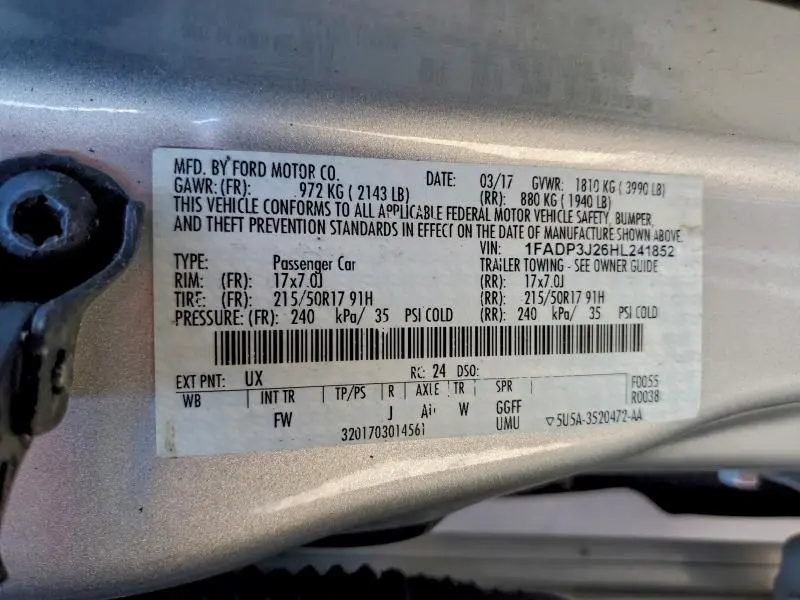 MFD. BY FORD MOTOR CO. DATE: 03/17 GVWR: 1810 KG ( 3990 LB)
GAWR: (FR): 972 KG ( 2143 LB) (RR): 880 KG ( 1940 LB)
THIS VEHICLE CONFORMS TO ALL APPLICABLE FEDERAL MOTOR VEHICLE SAFETY, BUMPER,
AND THEFT PREVENTION STANDARDS IN EFFECT ON THE DATE OF MANUFACTURE SHOWN ABOVE.
VIN: 1FADP3J26HL241852
TYPE: Passenger Car TRAILER TOWING - SEE OWNER GUIDE
RIM: (FR): 17x7.0J (RR): 17x7.0J
TIRE: (FR): 215/50R17 91H (RR): 215/50R17 91H
PRESSURE: (FR): 240 kPa/ 35 PSI COLD (RR): 240 kPa/ 35 PSI COLD
EXT PNT: UX RC: 24 DSO:
WB INT TR TP/PS R AXLE TR SPR F0055
R0038
FW J W GGFF
3201703014561 UMU ▽5U5A-3520472-AA